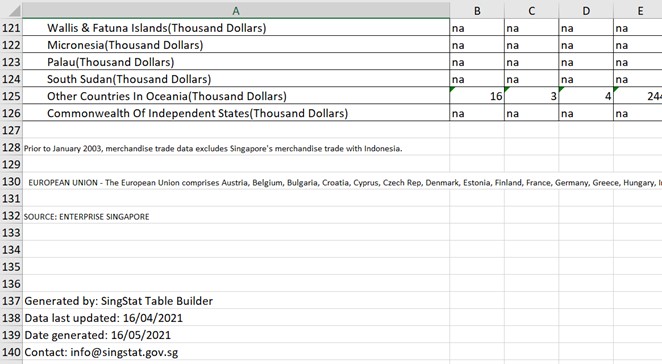 A B C D E
121 Wallis & Fatuna Islands(Thousand Dollars) na na na na
122 Micronesia(Thousand Dollars) na na na na
123 Palau(Thousand Dollars) na na na na
124 South Sudan(Thousand Dollars) na na na na
125 Other Countries In Oceania(Thousand Dollars) 16 3 4 244
126 Commonwealth Of Independent States(Thousand Dollars) na na na na
127
128 Prior to January 2003, merchandise trade data excludes Singapore's merchandise trade with Indonesia.
129
130 EUROPEAN UNION - The European Union comprises Austria, Belgium, Bulgaria, Croatia, Cyprus, Czech Rep, Denmark, Estonia, Finland, France, Germany, Greece, Hungary,
131
132 SOURCE: ENTERPRISE SINGAPORE
133
134
135
136
137 Generated by: SingStat Table Builder
138 Data last updated: 16/04/2021
139 Date generated: 16/05/2021
140 Contact: info@singstat.gov.sg